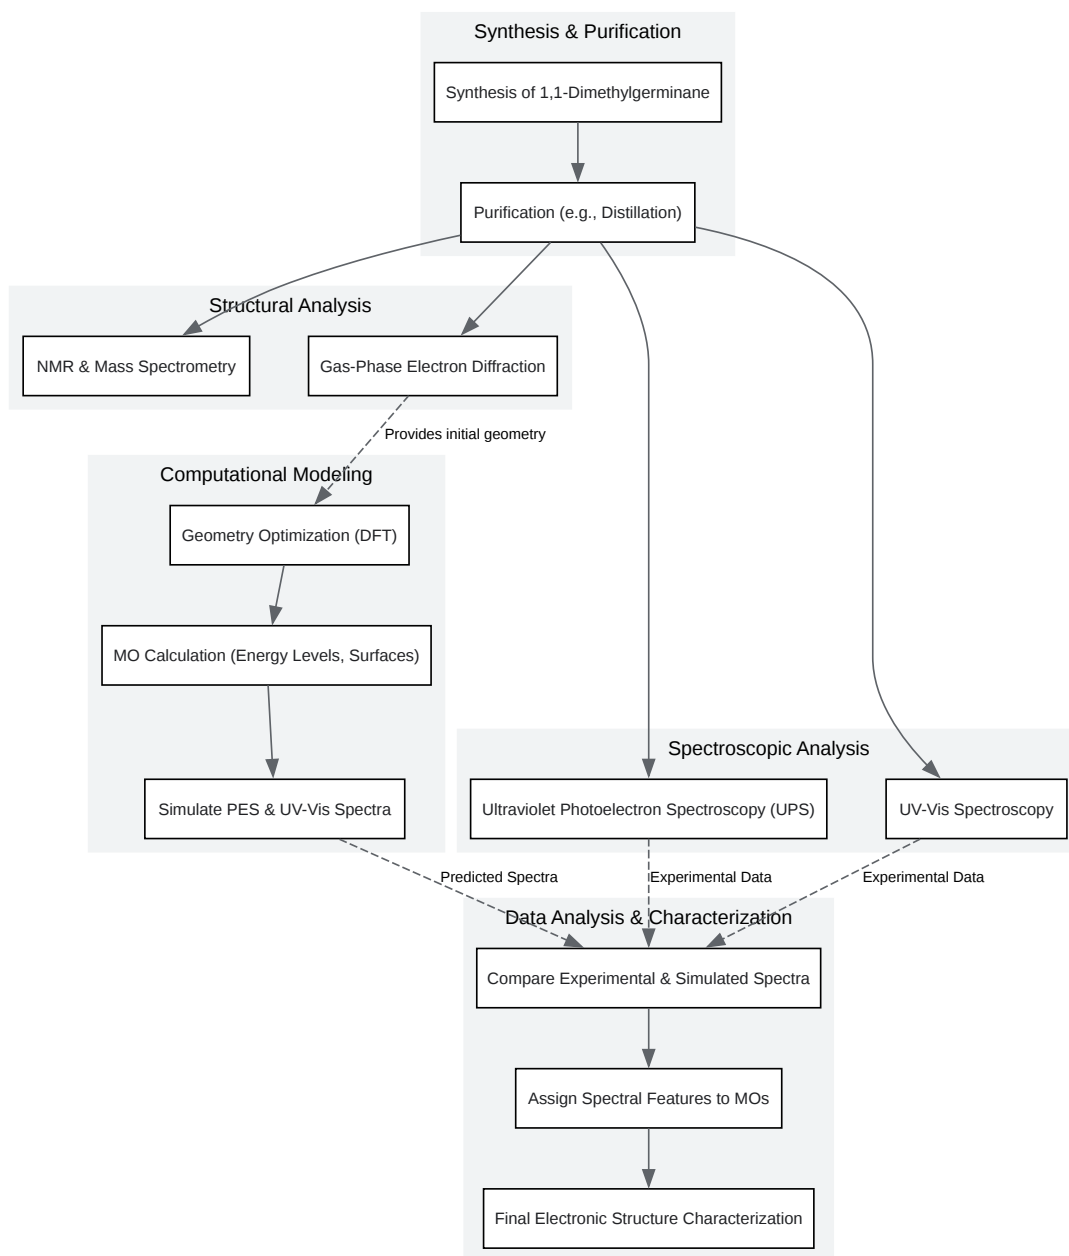 Synthesis & Purification
Synthesis of 1,1-Dimethylgerminane
Purification (e.g., Distillation)
Structural Analysis
NMR & Mass Spectrometry
Gas-Phase Electron Diffraction
Provides initial geometry
Computational Modeling
Geometry Optimization (DFT)
MO Calculation (Energy Levels, Surfaces)
Spectroscopic Analysis
Simulate PES & UV-Vis Spectra
Ultraviolet Photoelectron Spectroscopy (UPS)
UV-Vis Spectroscopy
Predicted Spectra
Experimental Data
Experimental Data
Data Analysis & Characterization
Compare Experimental & Simulated Spectra
Assign Spectral Features to MOs
Final Electronic Structure Characterization